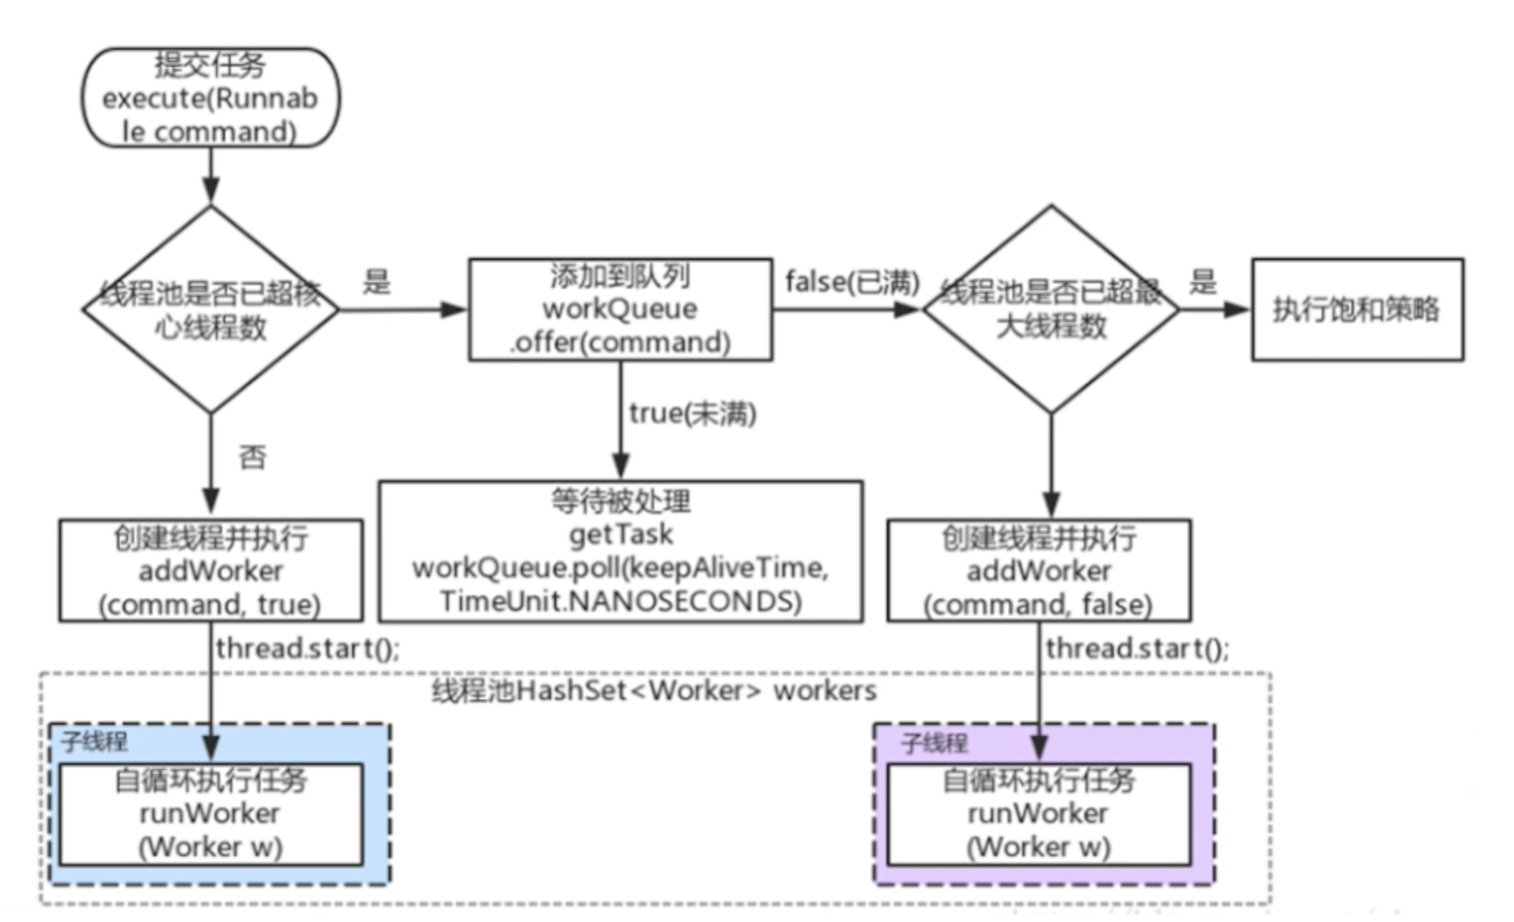 提交任务
execute(Runnab
le command)
线程池是否已超核
心线程数
是
添加到队列
workQueue
.offer(command)
false(已满)
线程池是否已超最
大线程数
是
执行饱和策略
否
true(未满)
创建线程并执行
addWorker
(command, true)
等待被处理
getTask
workQueue.poll(keepAliveTime,
TimeUnit.NANOSECONDS)
创建线程并执行
addWorker
(command, false)
thread.start();
thread.start();
线程池HashSet<Worker> workers
子线程
自循环执行任务
runWorker
(Worker w)
子线程
自循环执行任务
runWorker
(Worker w)